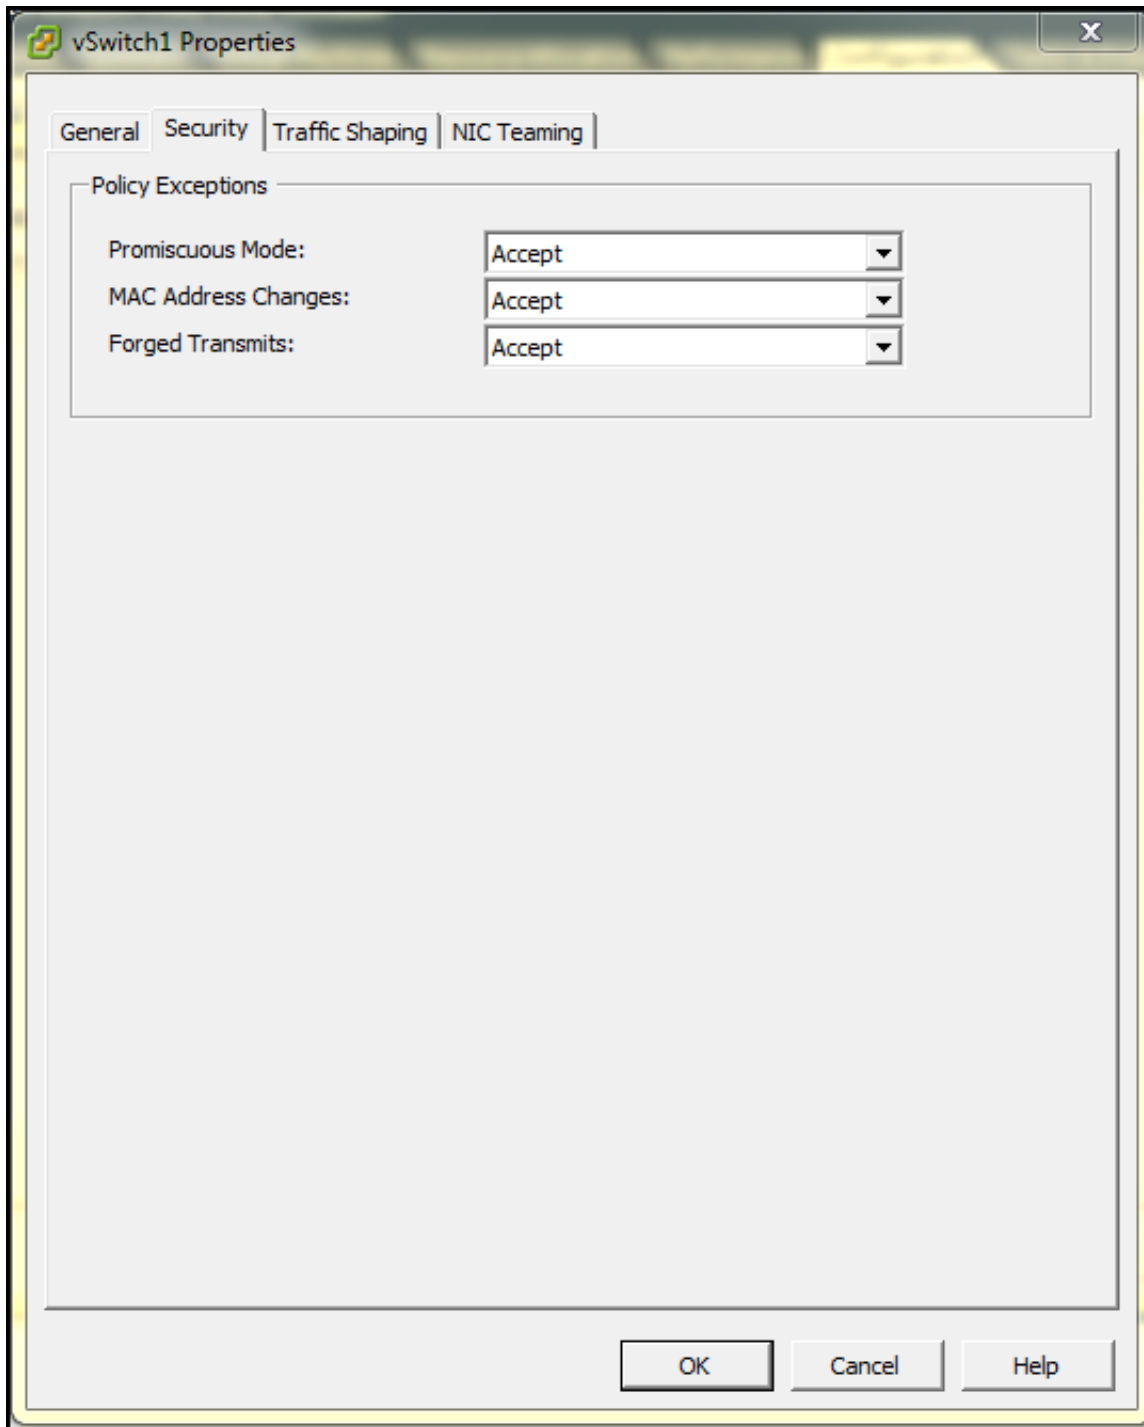 vSwitch1 Properties
x
General Security Traffic Shaping NIC Teaming
Policy Exceptions
Promiscuous Mode: Accept
MAC Address Changes: Accept
Forged Transmits: Accept
OK Cancel Help